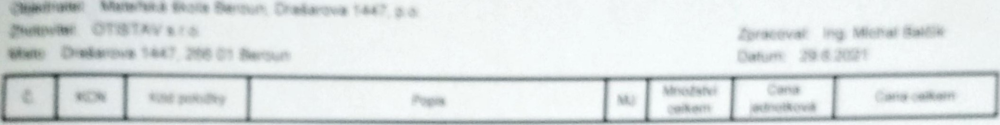 Objednatel: Mateřská škola Beroun, Drašarova 1447, p.o.
Zhotovitel: OTISTAV s.r.o.
Zpracoval: Ing. Michal
Místo: Drašarova 1447, 266 01 Beroun
Datum: 29.6.2021
Č. KCN Kód položky Popis MJ Množství celkem Cena jednotková Cena celkem